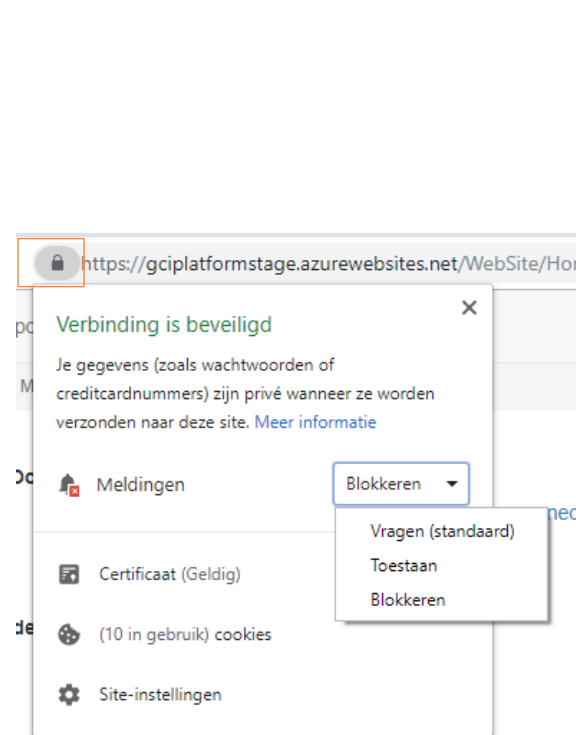 https://gciplatformstage.azurewebsites.net/WebSite/Ho
Verbinding is beveiligd
Je gegevens (zoals wachtwoorden of
creditcardnummers) zijn privé wanneer ze worden
verzonden naar deze site. Meer informatie
Meldingen
Blokkeren
Vragen (standaard)
Toestaan
Blokkeren
Certificaat (Geldig)
(10 in gebruik) cookies
Site-instellingen